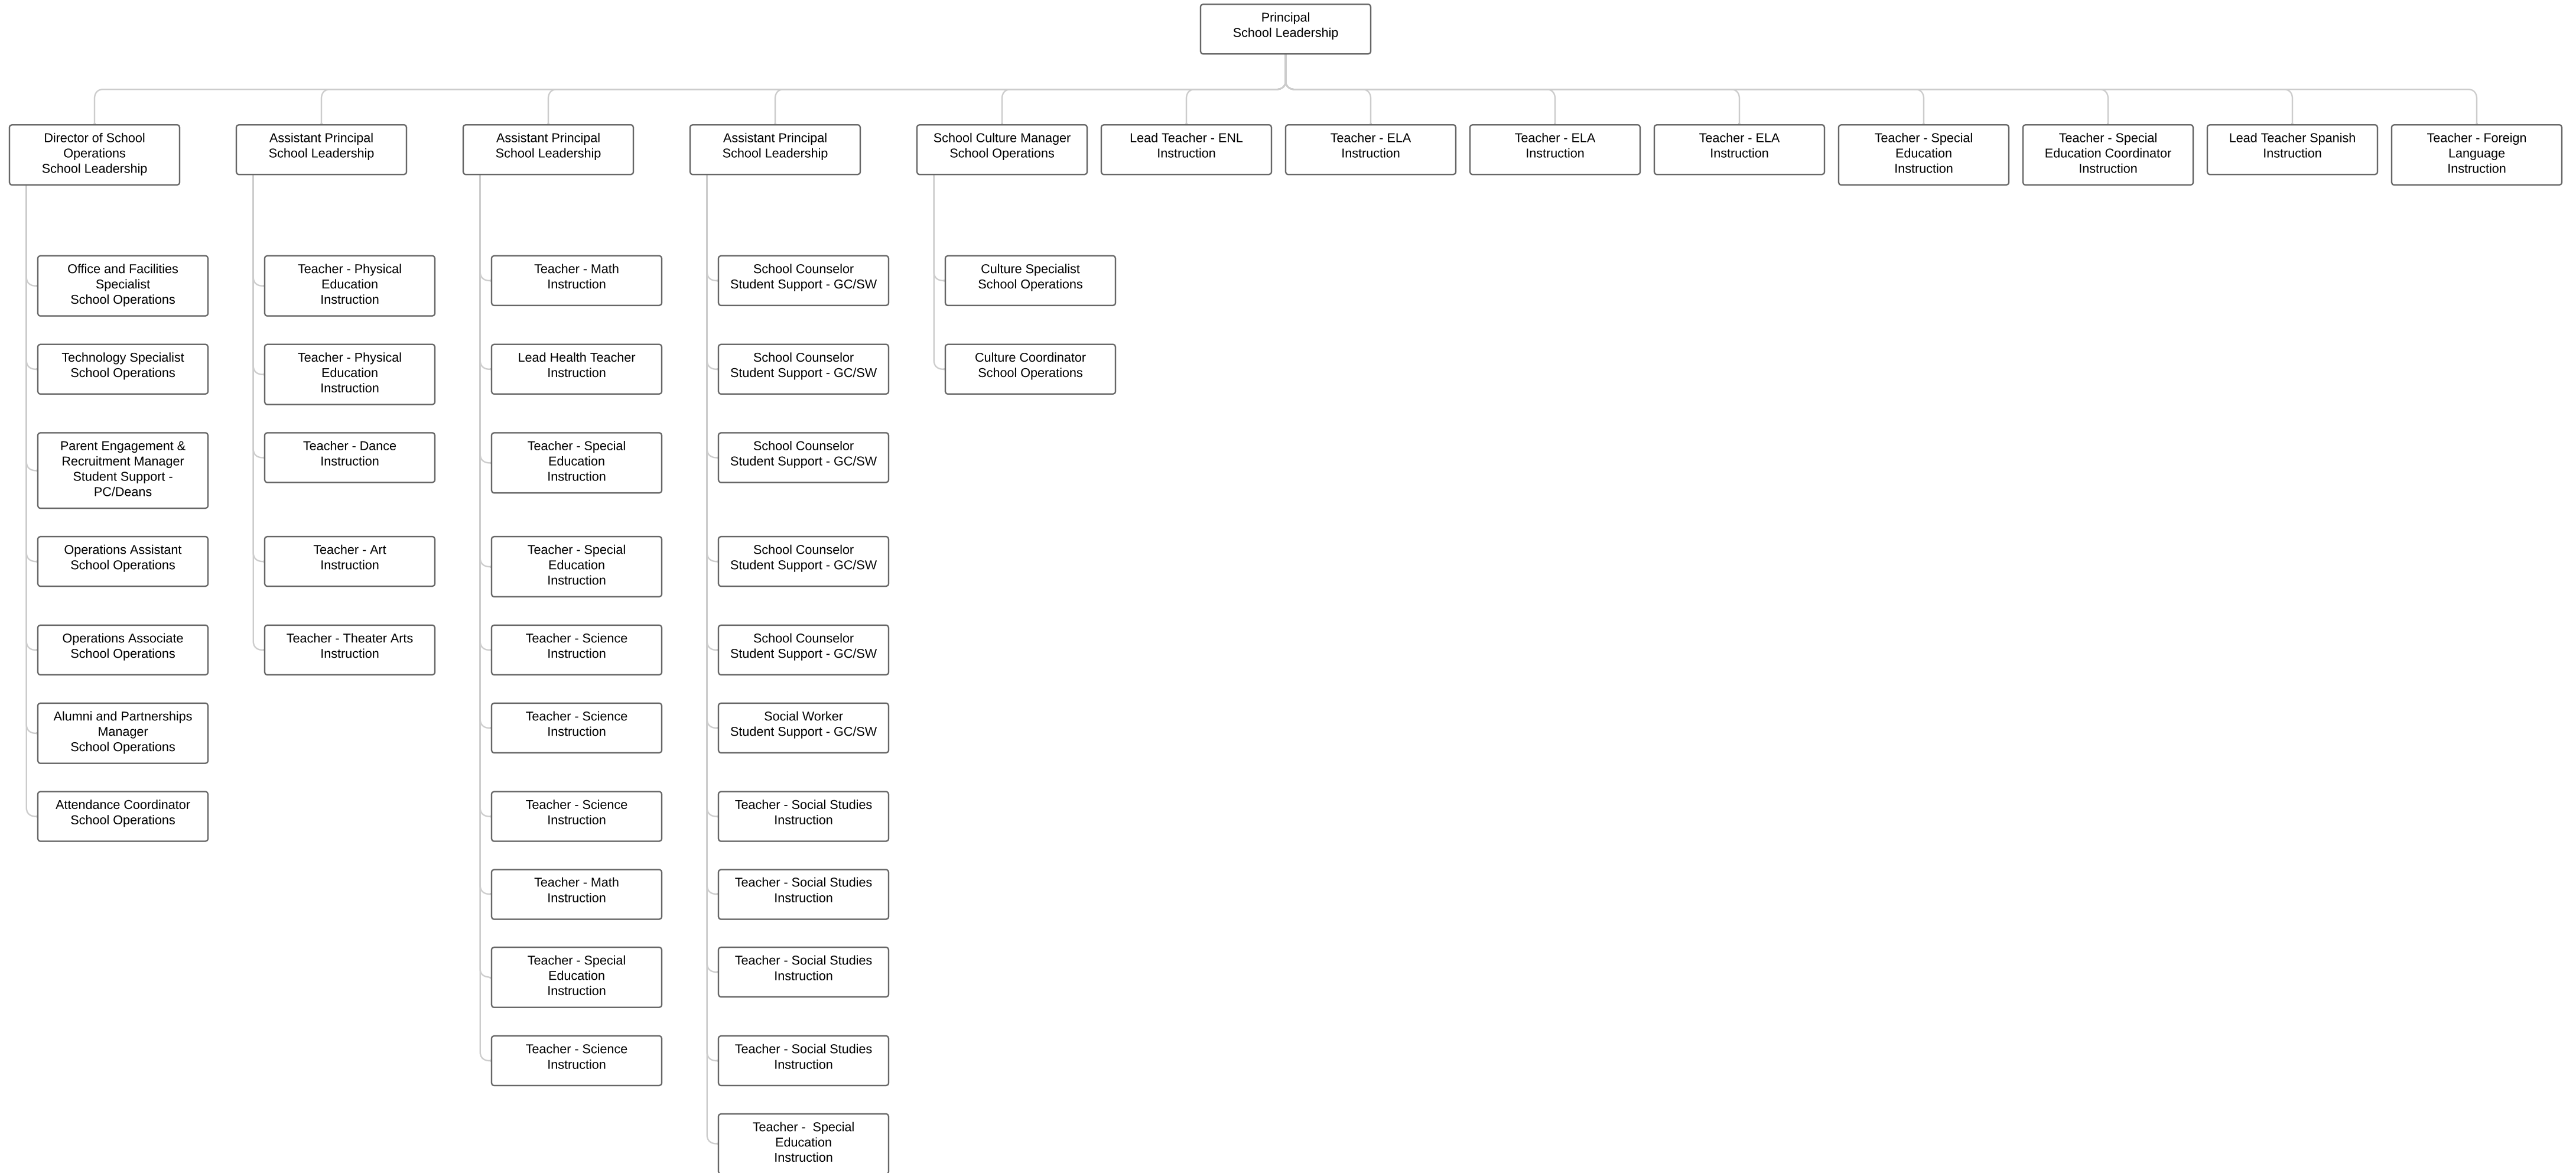 Principal
School Leadership
Director of School
Operations
School Leadership
Assistant Principal
School Leadership
Assistant Principal
School Leadership
Assistant Principal
School Leadership
School Culture Manager
School Operations
Lead Teacher - ENL
Instruction
Teacher - ELA
Instruction
Teacher - ELA
Instruction
Teacher - ELA
Instruction
Teacher - Special
Education
Instruction
Teacher - Special
Education Coordinator
Instruction
Lead Teacher Spanish
Instruction
Teacher - Foreign
Language
Instruction
Office and Facilities
Specialist
School Operations
Technology Specialist
School Operations
Parent Engagement &
Recruitment Manager
Student Support -
PC/Deans
Operations Assistant
School Operations
Operations Associate
School Operations
Alumni and Partnerships
Manager
School Operations
Attendance Coordinator
School Operations
Teacher - Physical
Education
Instruction
Teacher - Physical
Education
Instruction
Teacher - Dance
Instruction
Teacher - Art
Instruction
Teacher - Theater Arts
Instruction
Teacher - Math
Instruction
Lead Health Teacher
Instruction
Teacher - Special
Education
Instruction
Teacher - Special
Education
Instruction
Teacher - Science
Instruction
Teacher - Science
Instruction
Teacher - Science
Instruction
Teacher - Math
Instruction
Teacher - Special
Education
Instruction
Teacher - Science
Instruction
School Counselor
Student Support - GC/SW
School Counselor
Student Support - GC/SW
School Counselor
Student Support - GC/SW
School Counselor
Student Support - GC/SW
School Counselor
Student Support - GC/SW
Social Worker
Student Support - GC/SW
Teacher - Social Studies
Instruction
Teacher - Social Studies
Instruction
Teacher - Social Studies
Instruction
Teacher - Social Studies
Instruction
Teacher -  Special
Education
Instruction
Culture Specialist
School Operations
Culture Coordinator
School Operations